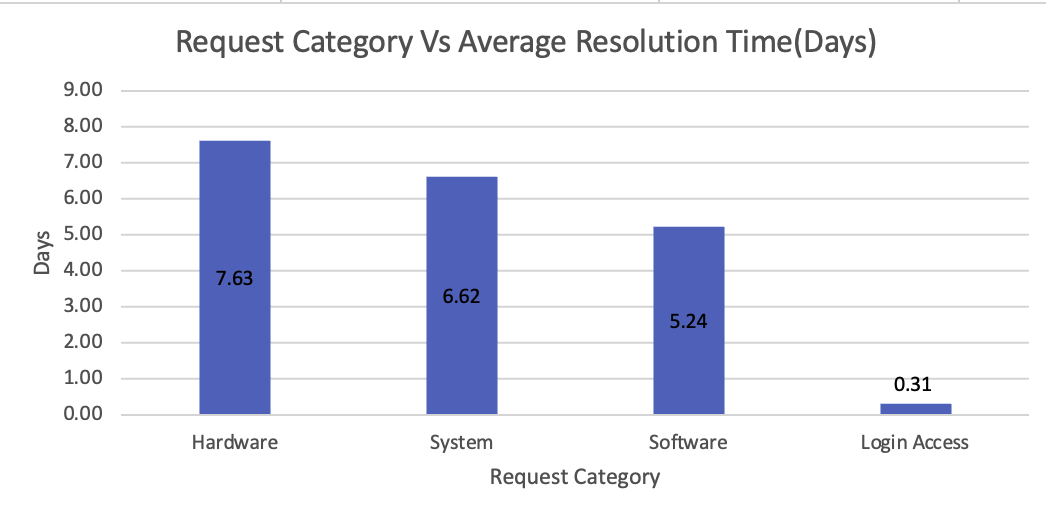 Request Category Vs Average Resolution Time(Days)
9.00
8.00
7.00
6.00
5.00
4.00
3.00
2.00
1.00
0.00
Days
7.63
6.62
5.24
0.31
Hardware
System
Software
Login Access
Request Category